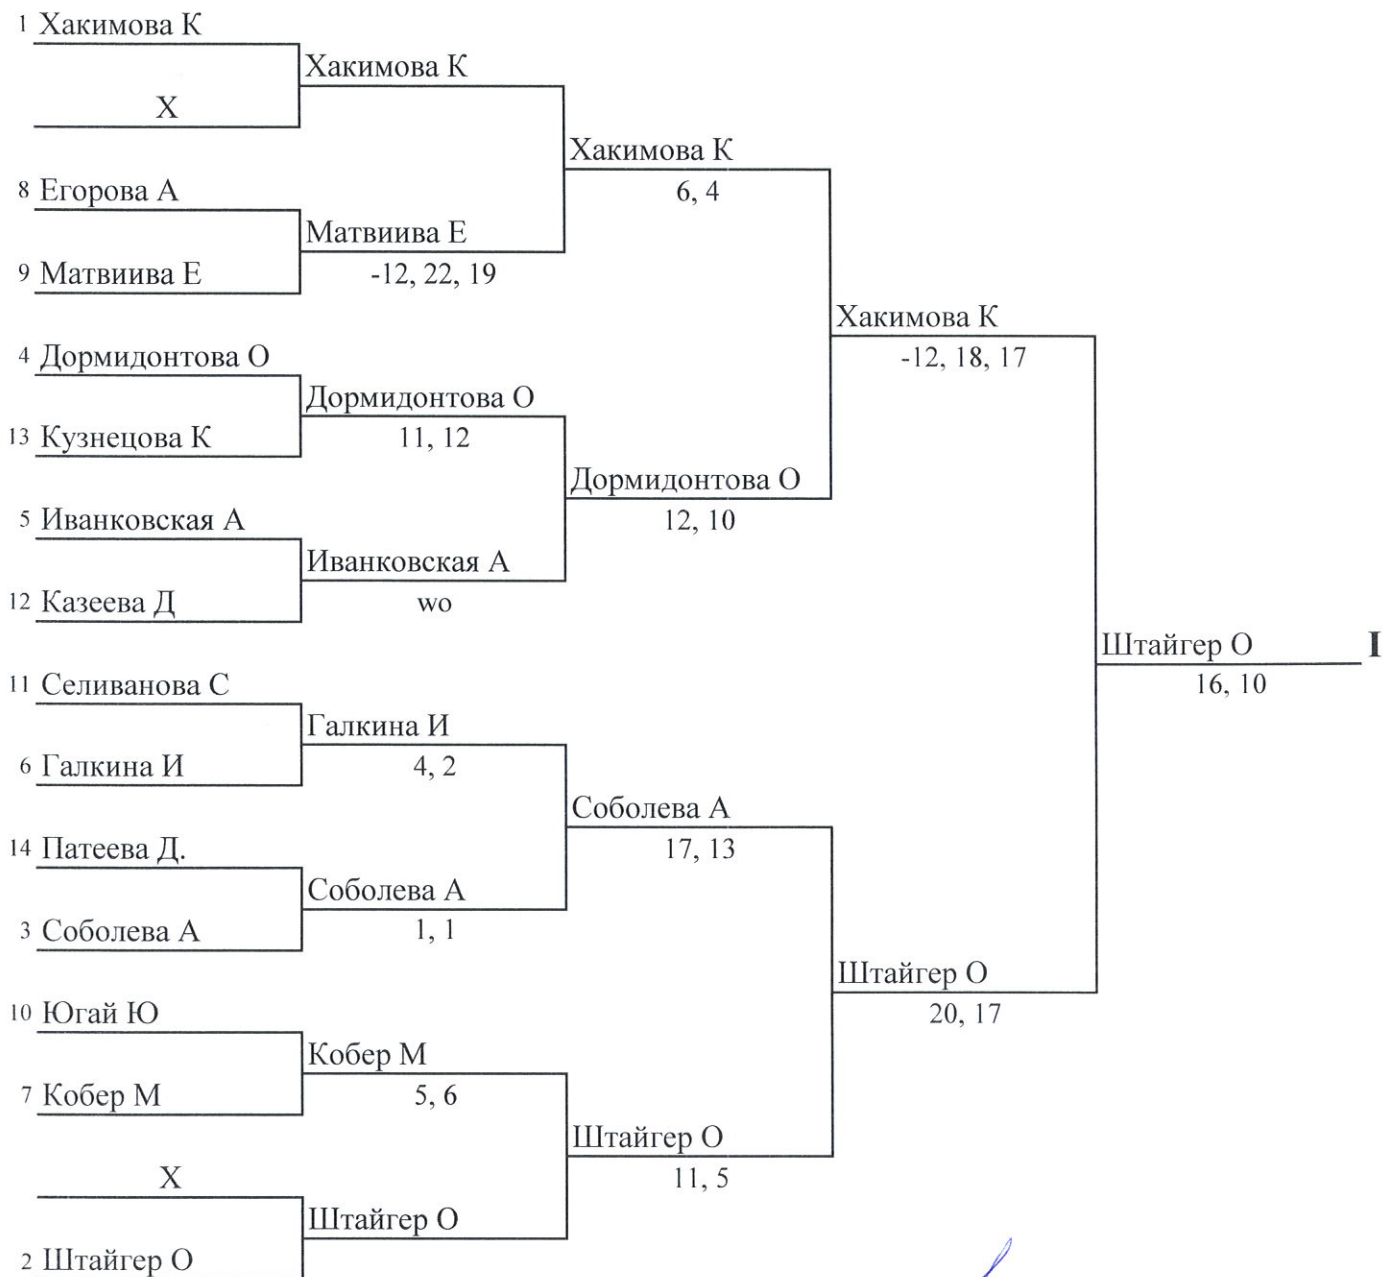 1 Хакимова К
Хакимова К
X
Хакимова К
6, 4
8 Егорова А
Матвиива Е
9 Матвиива Е
-12, 22, 19
Хакимова К
-12, 18, 17
4 Дормидонтова О
Дормидонтова О
13 Кузнецова К
11, 12
Дормидонтова О
12, 10
5 Иванковская А
Иванковская А
12 Казеева Д
wo
Штайгер О I
16, 10
11 Селиванова С
Галкина И
6 Галкина И
4, 2
Соболева А
17, 13
14 Патеева Д.
Соболева А
3 Соболева А
1, 1
Штайгер О
20, 17
10 Югай Ю
Кобер М
7 Кобер М
5, 6
Штайгер О
11, 5
X
Штайгер О
2 Штайгер О